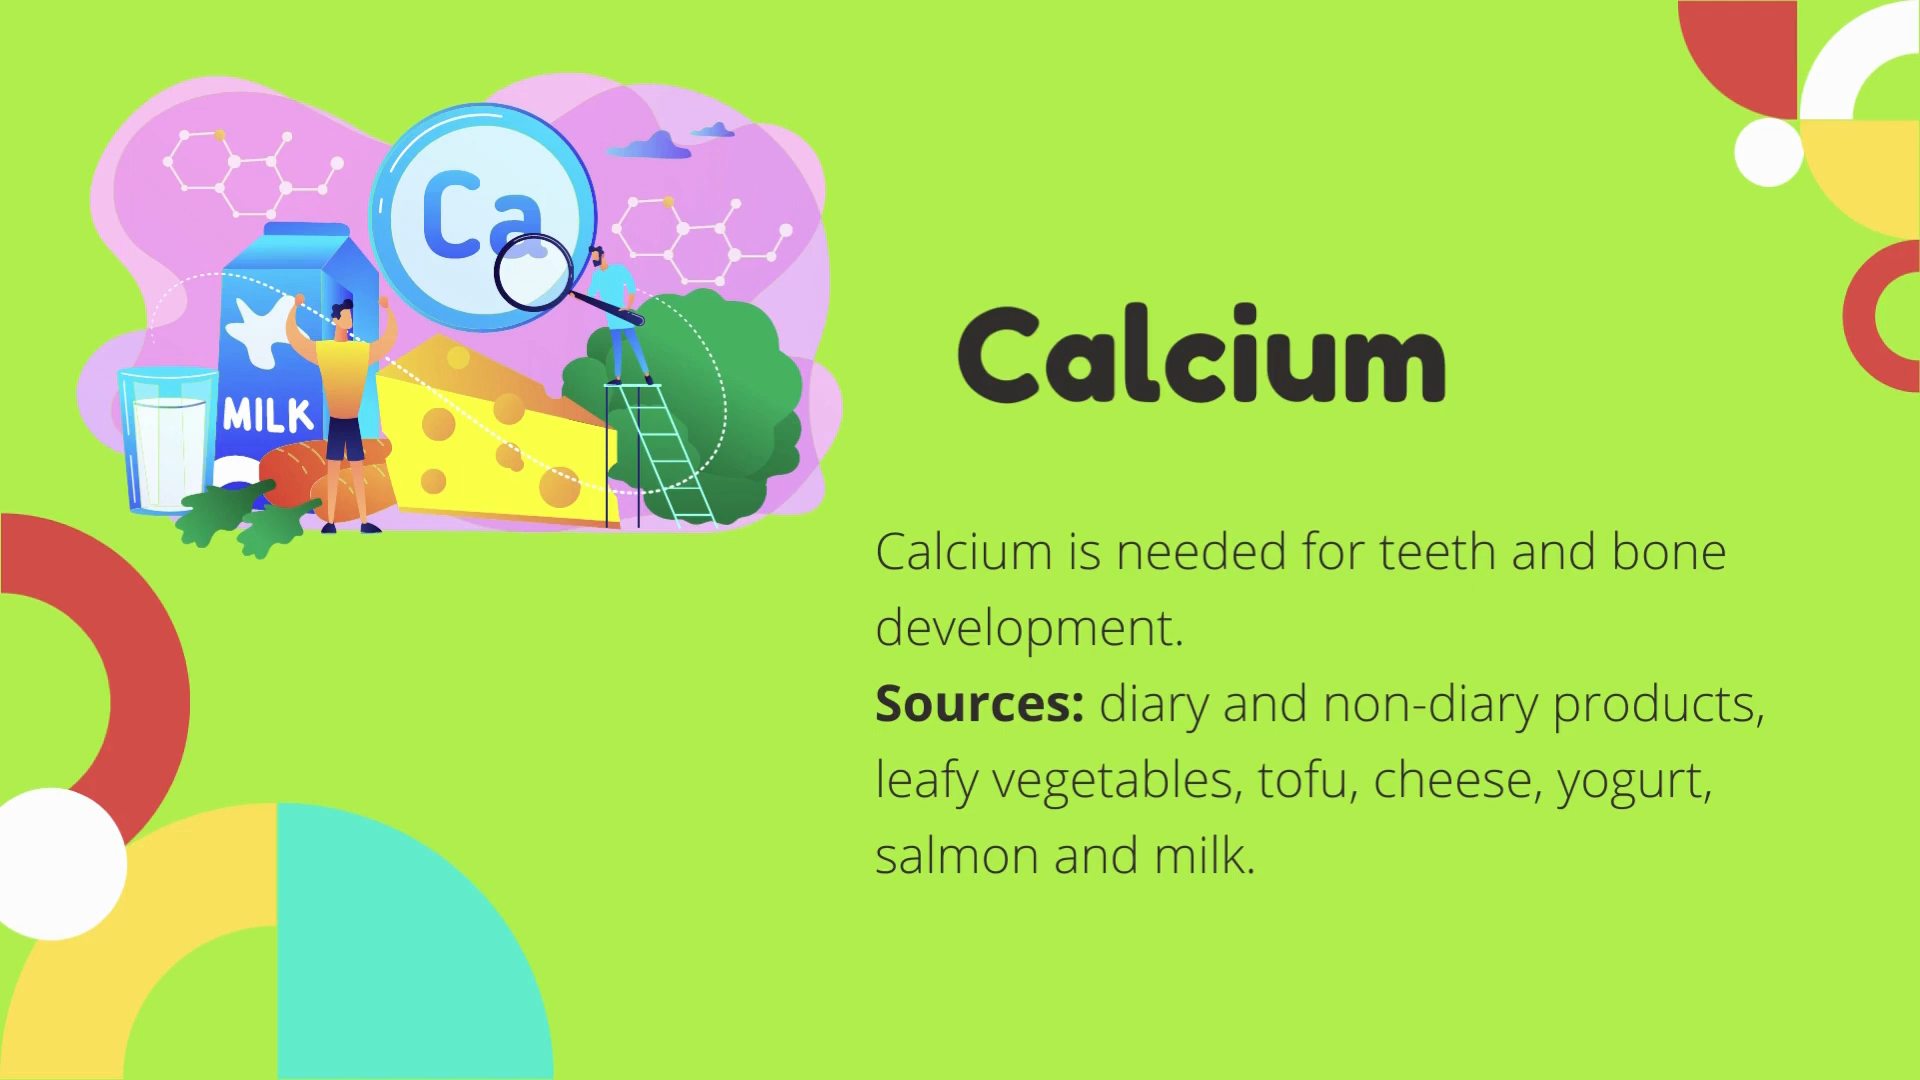 Ca
MILK
Calcium
Calcium is needed for teeth and bone
development.
Sources: diary and non-diary products,
leafy vegetables, tofu, cheese, yogurt,
salmon and milk.